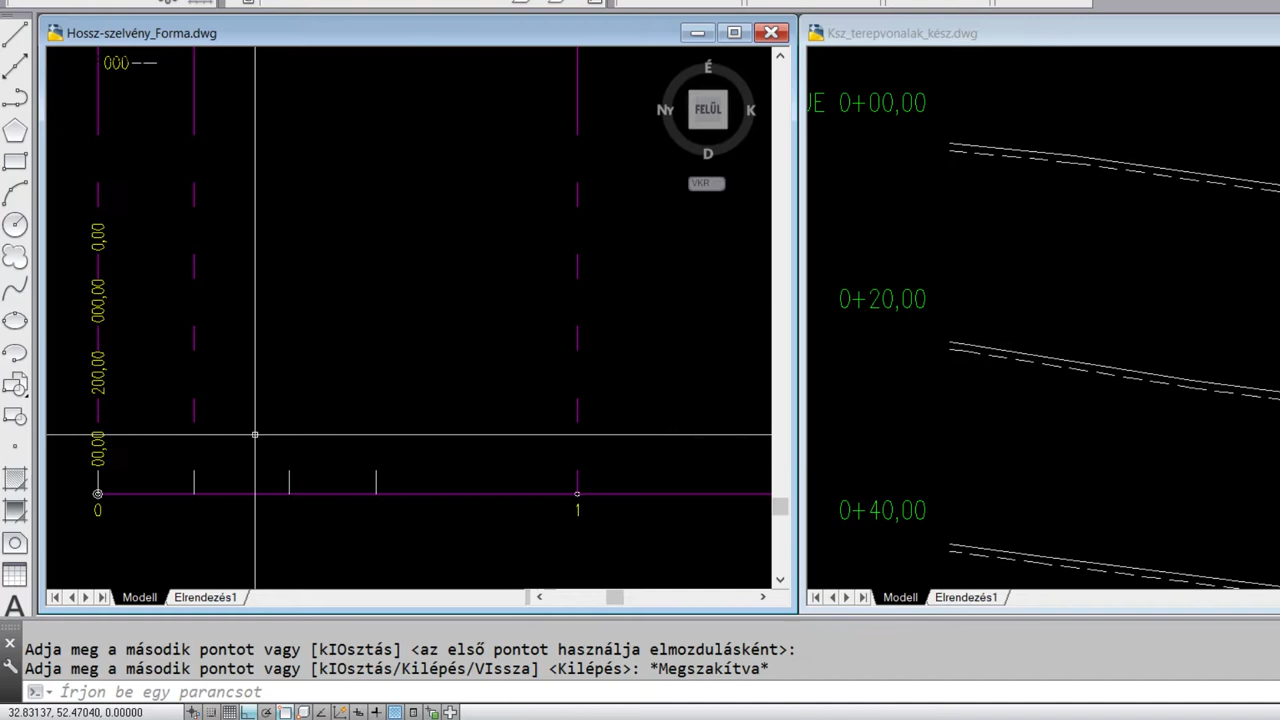 Hossz-szelvény_Forma.dwg
000
É
Ny
FELÜL
K
D
VKR
0,00
000,00
200,00
00,00
0
1
Modell
Elrendezés1
Ksz_terepvonalak_kész.dwg
JE 0+00,00
0+20,00
0+40,00
Modell
Elrendezés1
Adja meg a második pontot vagy [kIOsztás] <az első pontot használja elmozdulásként>:
Adja meg a második pontot vagy [kIOsztás/Kilépés/VIssza] <Kilépés>: *Megszakítva*
Írjon be egy parancsot
32.83137, 52.47040, 0.00000